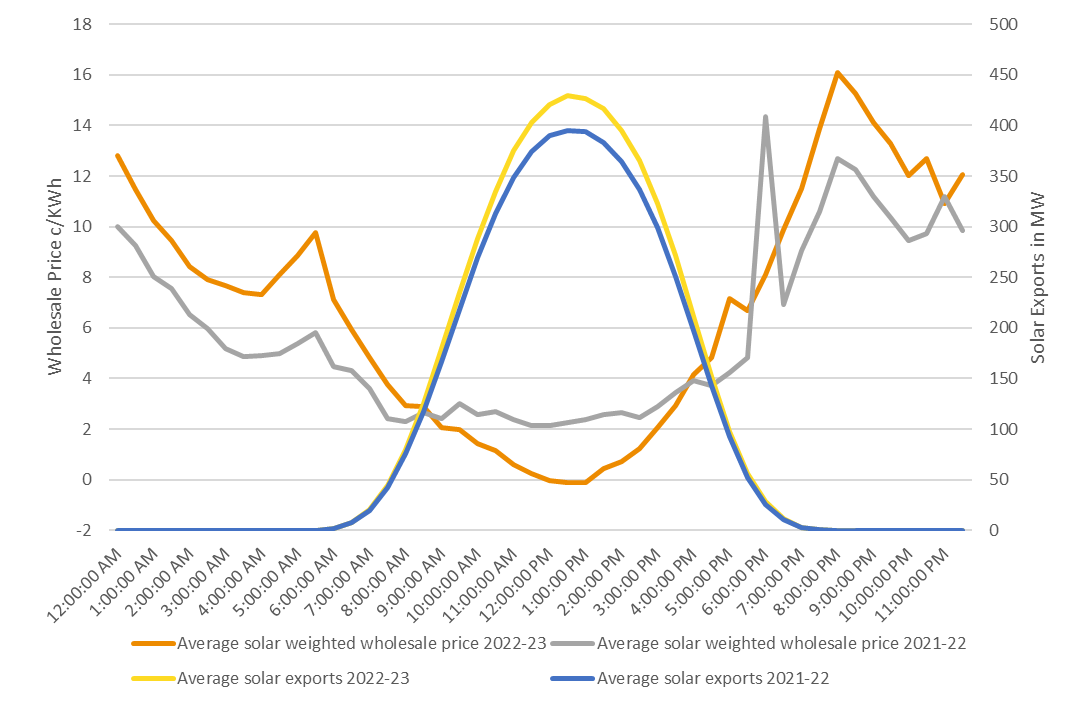 18
16
14
12
10
8
6
4
2
0
-2
Wholesale Price c/KWh
500
450
400
350
300
250
200
150
100
50
0
Solar Exports in MW
12:00:00 AM
1:00:00 AM
2:00:00 AM
3:00:00 AM
4:00:00 AM
5:00:00 AM
6:00:00 AM
7:00:00 AM
8:00:00 AM
9:00:00 AM
10:00:00 AM
11:00:00 AM
12:00:00 PM
1:00:00 PM
2:00:00 PM
3:00:00 PM
4:00:00 PM
5:00:00 PM
6:00:00 PM
7:00:00 PM
8:00:00 PM
9:00:00 PM
10:00:00 PM
11:00:00 PM
Average solar weighted wholesale price 2022-23
Average solar weighted wholesale price 2021-22
Average solar exports 2022-23
Average solar exports 2021-22